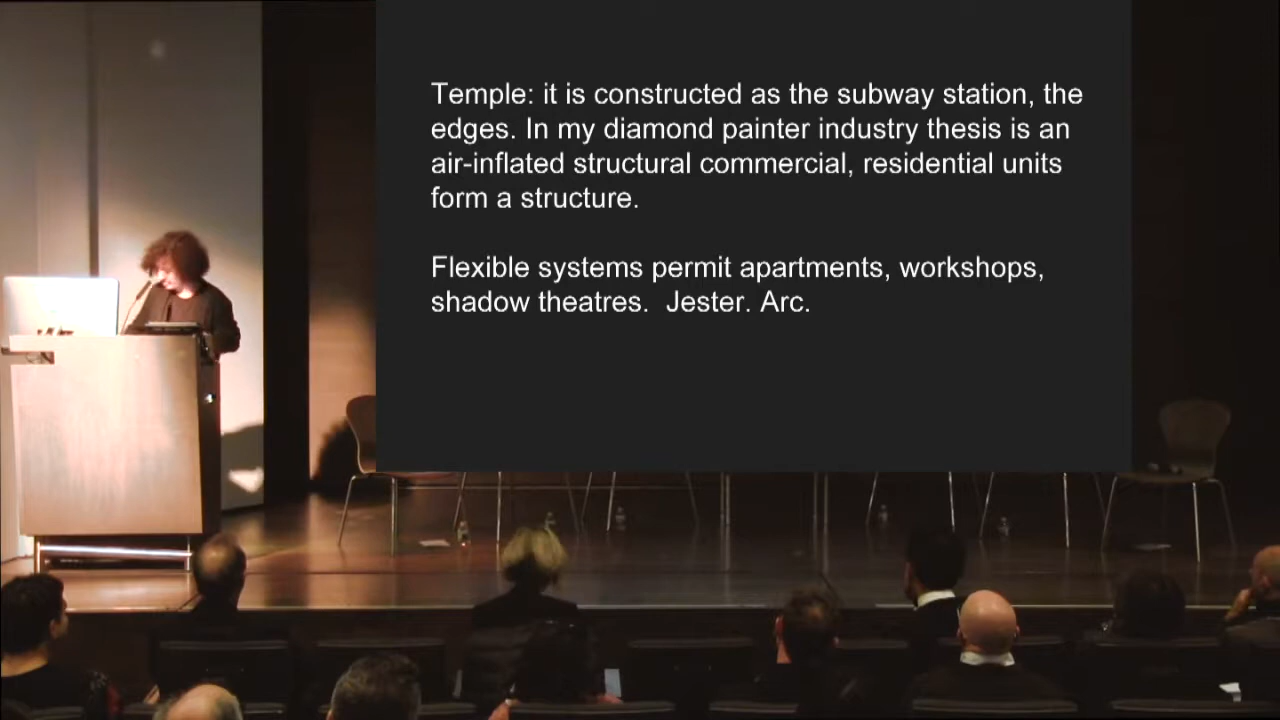 Temple: it is constructed as the subway station, the
edges. In my diamond painter industry thesis is an
air-inflated structural commercial, residential units
form a structure.
Flexible systems permit apartments, workshops,
shadow theatres.  Jester. Arc.